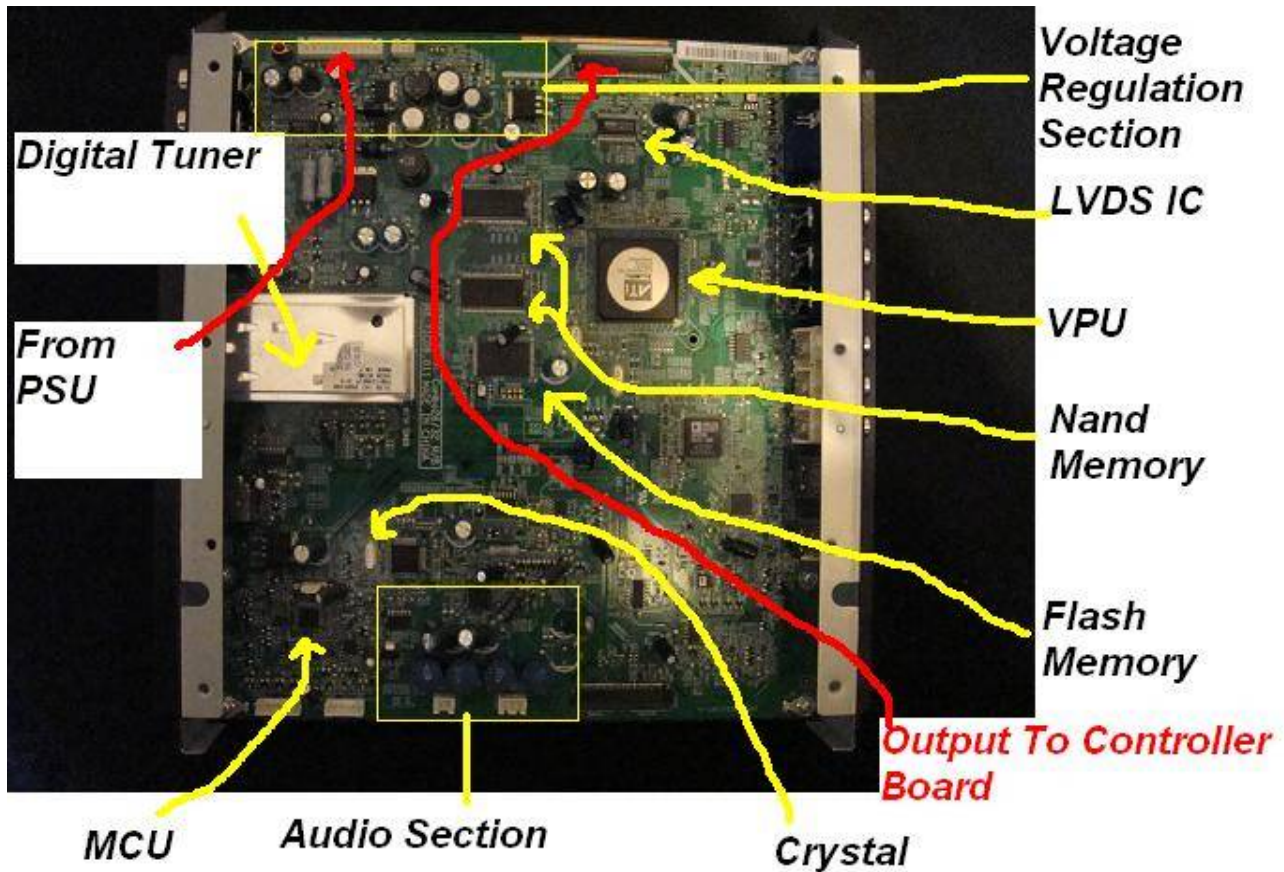 Voltage
Regulation
Section
Digital Tuner
LVDS IC
VPU
From
PSU
ATI
Nand
Memory
Flash
Memory
Output To Controller
Board
MCU
Audio Section
Crystal